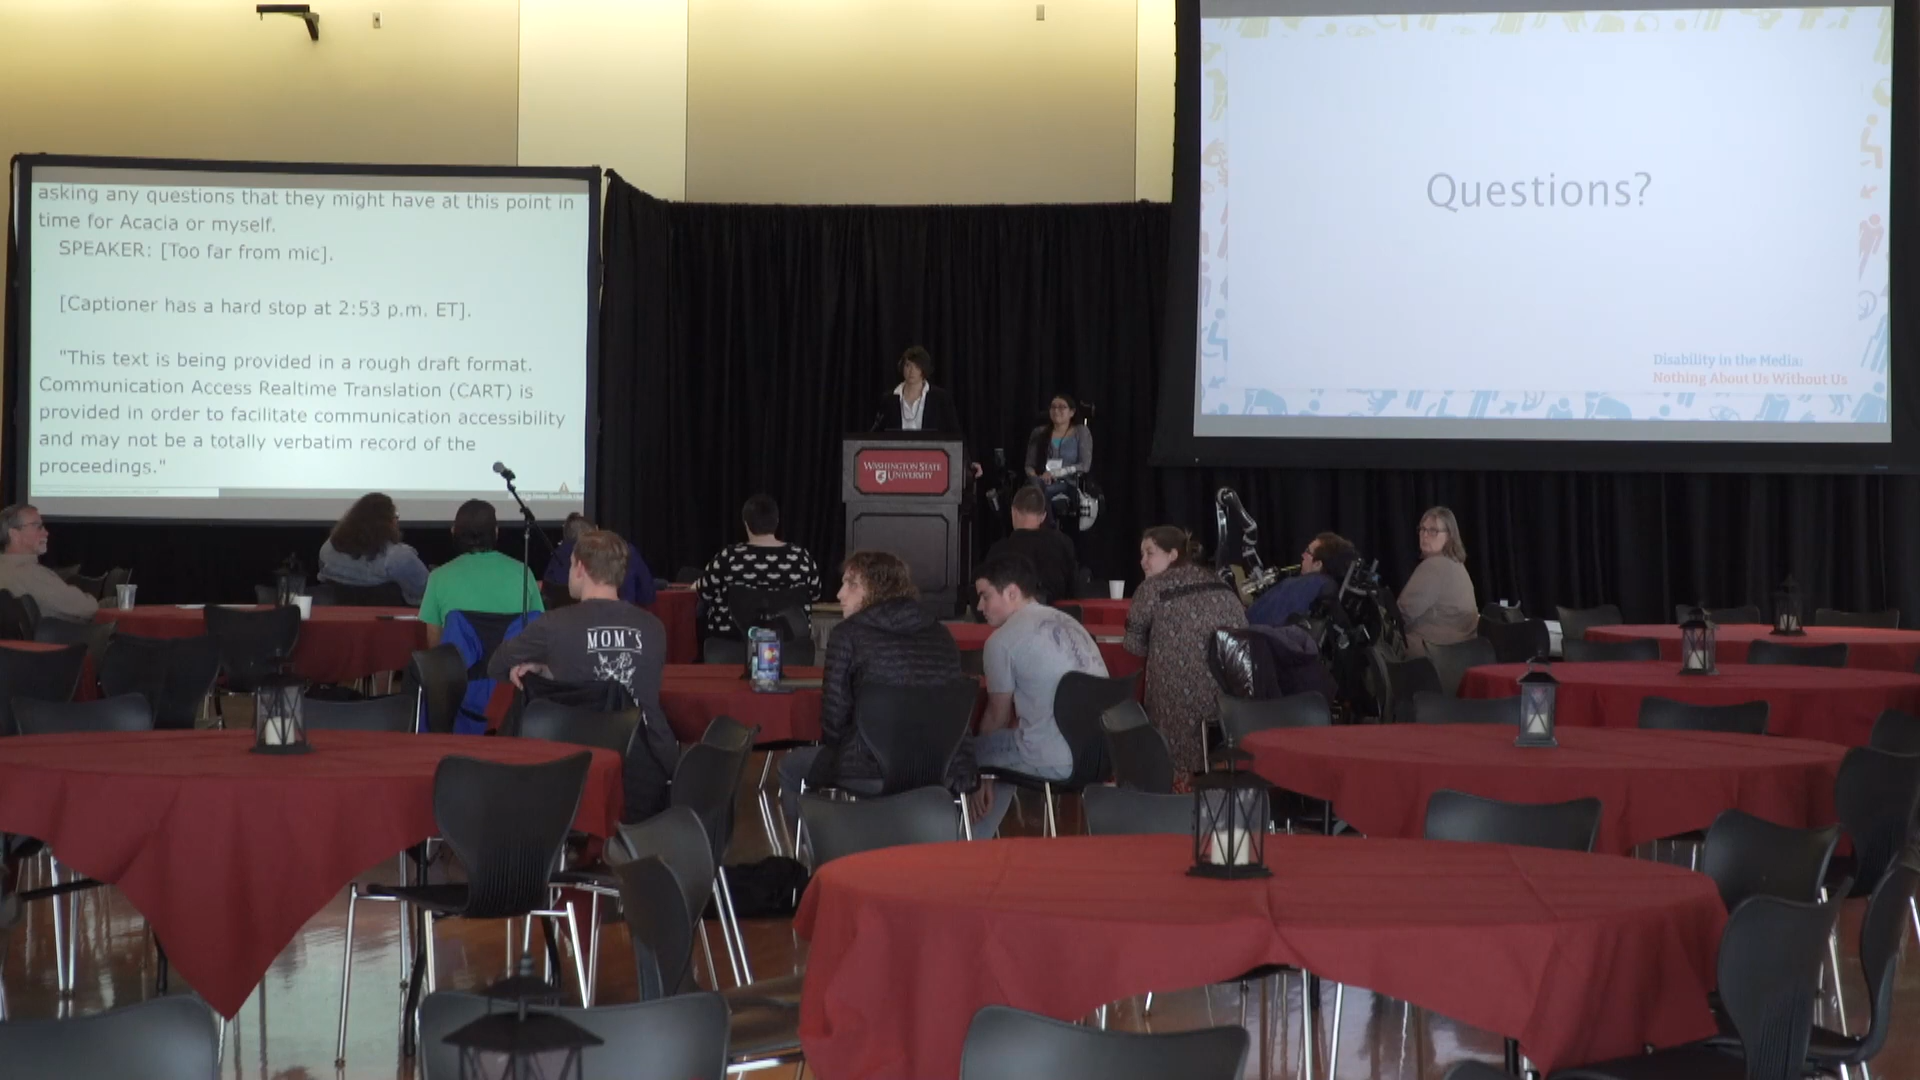 asking any questions that they might have at this point in
time for Acacia or myself.
SPEAKER: [Too far from mic].
[Captioner has a hard stop at 2:53 p.m. ET].
"This text is being provided in a rough draft format.
Communication Access Realtime Translation (CART) is
provided in order to facilitate communication accessibility
and may not be a totally verbatim record of the
proceedings."
Questions?
Disability in the Media:
Nothing About Us Without Us
WASHINGTON STATE
UNIVERSITY
MOM'S